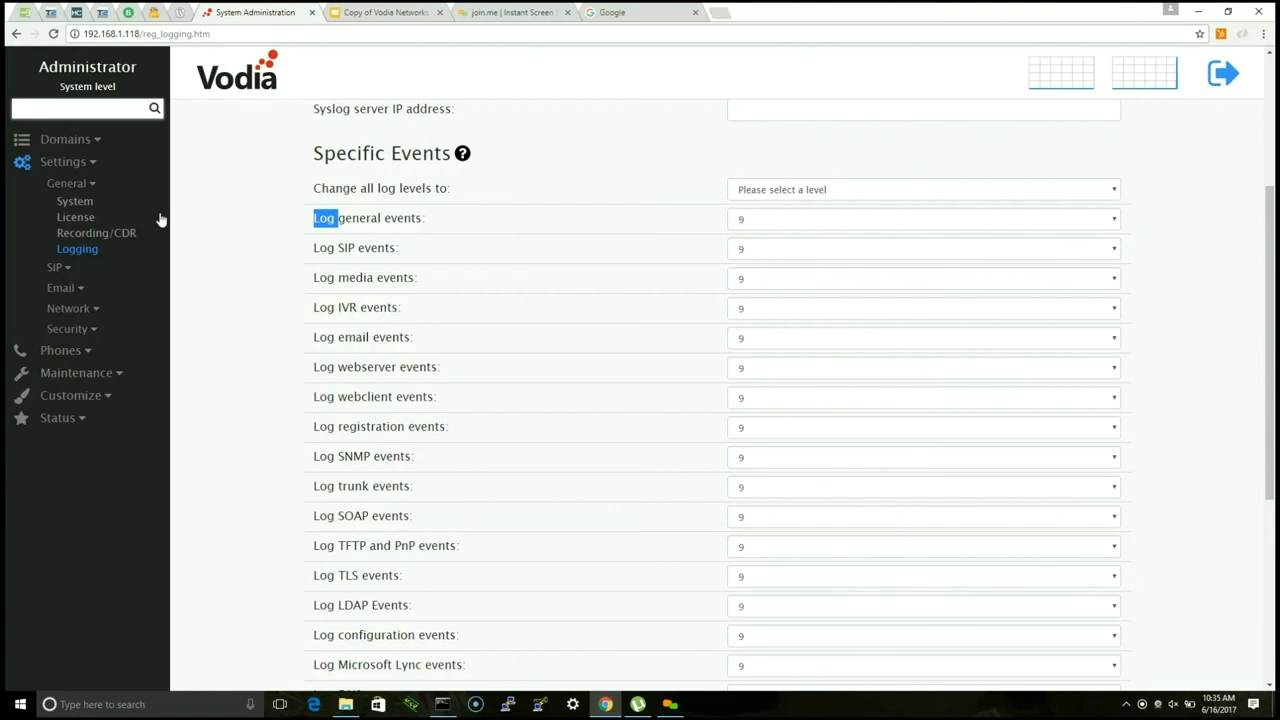 System Administration
Copy of Vodia Networks
join.me | Instant Screen
Google
192.168.1.118/reg_logging.htm
Administrator
System level
Domains
Settings
General
System
License
Recording/CDR
Logging
SIP
Email
Network
Security
Phones
Maintenance
Customize
Status
Vodia
Syslog server IP address:
Specific Events ?
Change all log levels to: Please select a level
Log general events: 9
Log SIP events: 9
Log media events: 9
Log IVR events: 9
Log email events: 9
Log webserver events: 9
Log webclient events: 9
Log registration events: 9
Log SNMP events: 9
Log trunk events: 9
Log SOAP events: 9
Log TFTP and PnP events: 9
Log TLS events: 9
Log LDAP Events: 9
Log configuration events: 9
Log Microsoft Lync events: 9
Type here to search
10:35 AM
6/16/2017